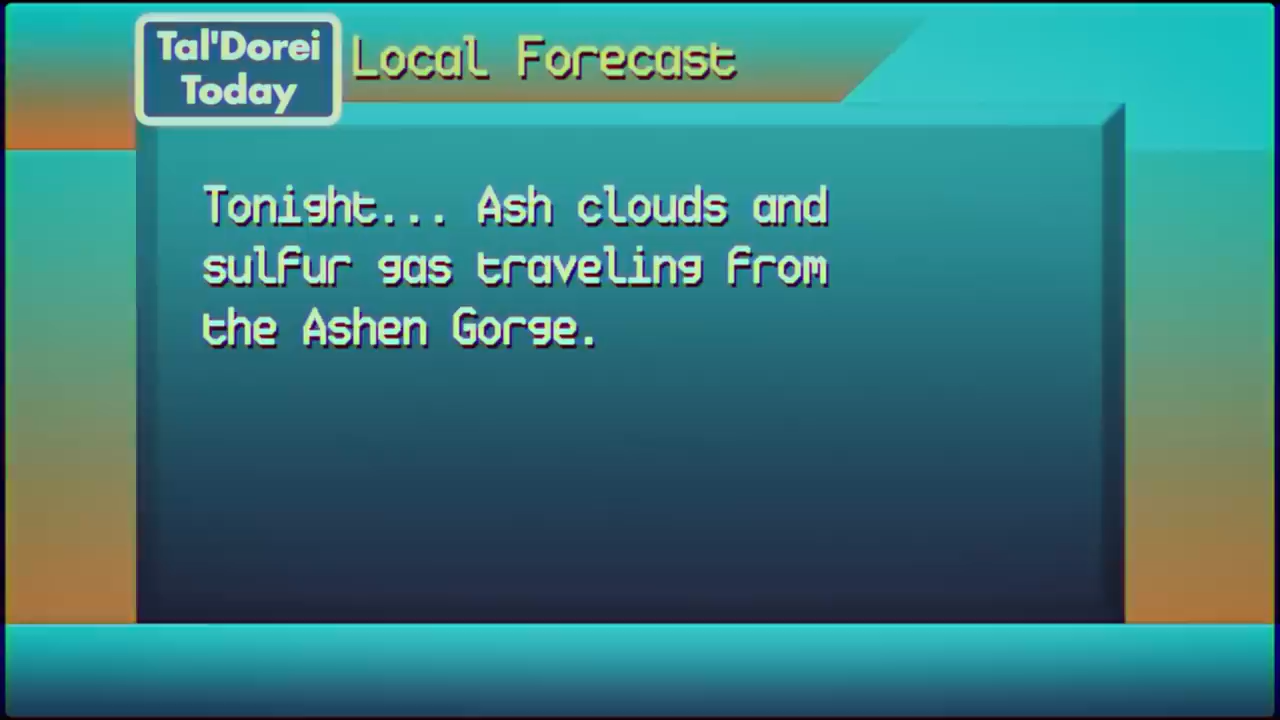 Tal'Dorei
Today
Local Forecast
Tonight... Ash clouds and
sulfur gas traveling from
the Ashen Gorge.